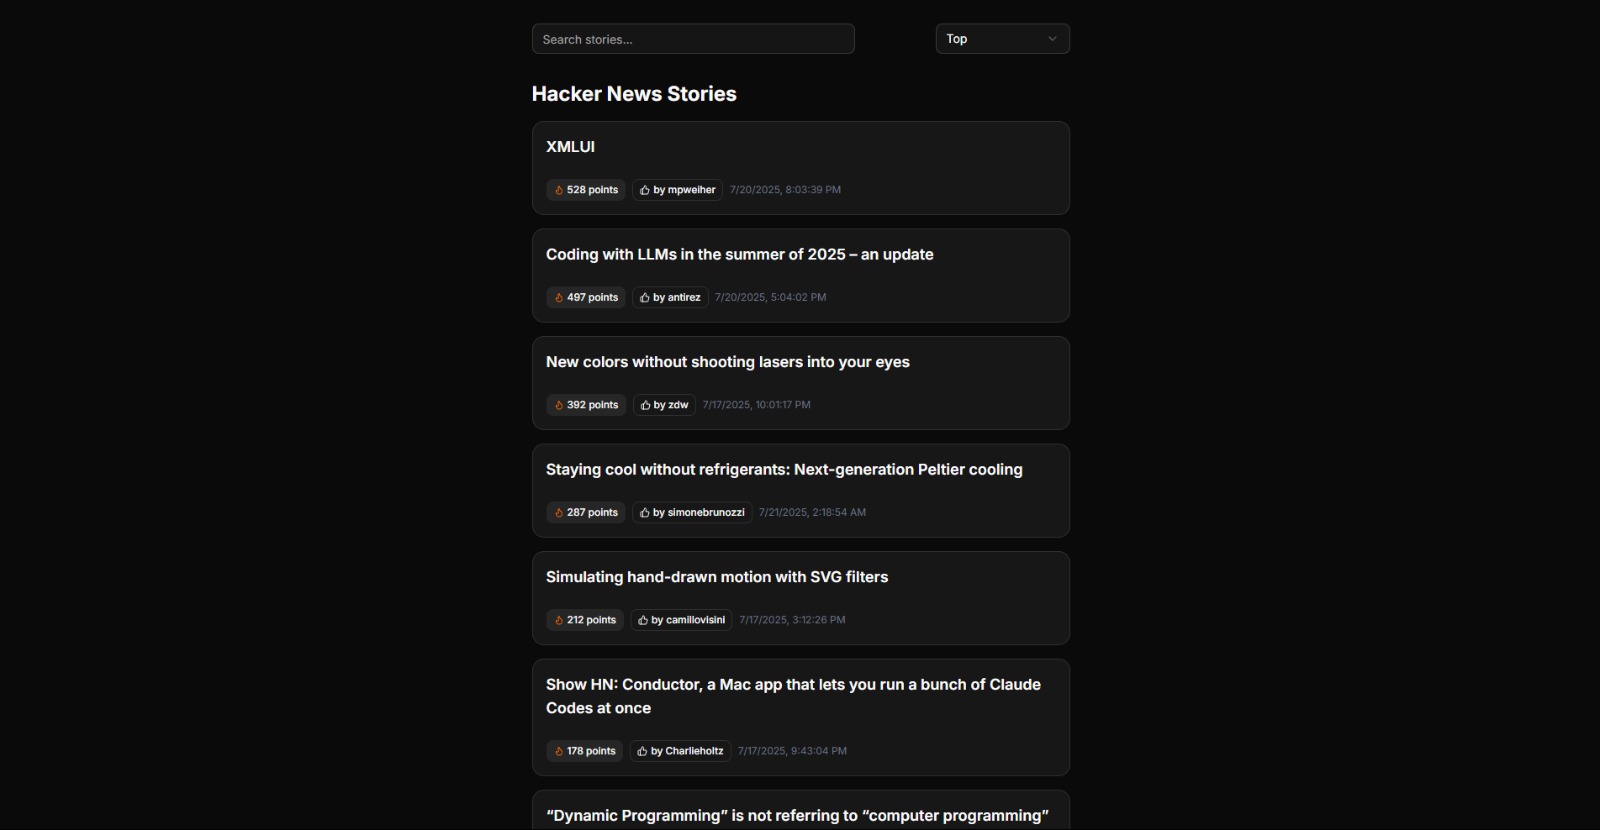 Search stories...
Top
Hacker News Stories
XMLUI
528 points by mpweiher 7/20/2025, 8:03:39 PM
Coding with LLMs in the summer of 2025 – an update
497 points by antirez 7/20/2025, 5:04:02 PM
New colors without shooting lasers into your eyes
392 points by zdw 7/17/2025, 10:01:17 PM
Staying cool without refrigerants: Next-generation Peltier cooling
287 points by simonebrunozzi 7/21/2025, 2:18:54 AM
Simulating hand-drawn motion with SVG filters
212 points by camillovisini 7/17/2025, 3:12:26 PM
Show HN: Conductor, a Mac app that lets you run a bunch of Claude
Codes at once
178 points by Charlieholtz 7/17/2025, 9:43:04 PM
“Dynamic Programming” is not referring to “computer programming”